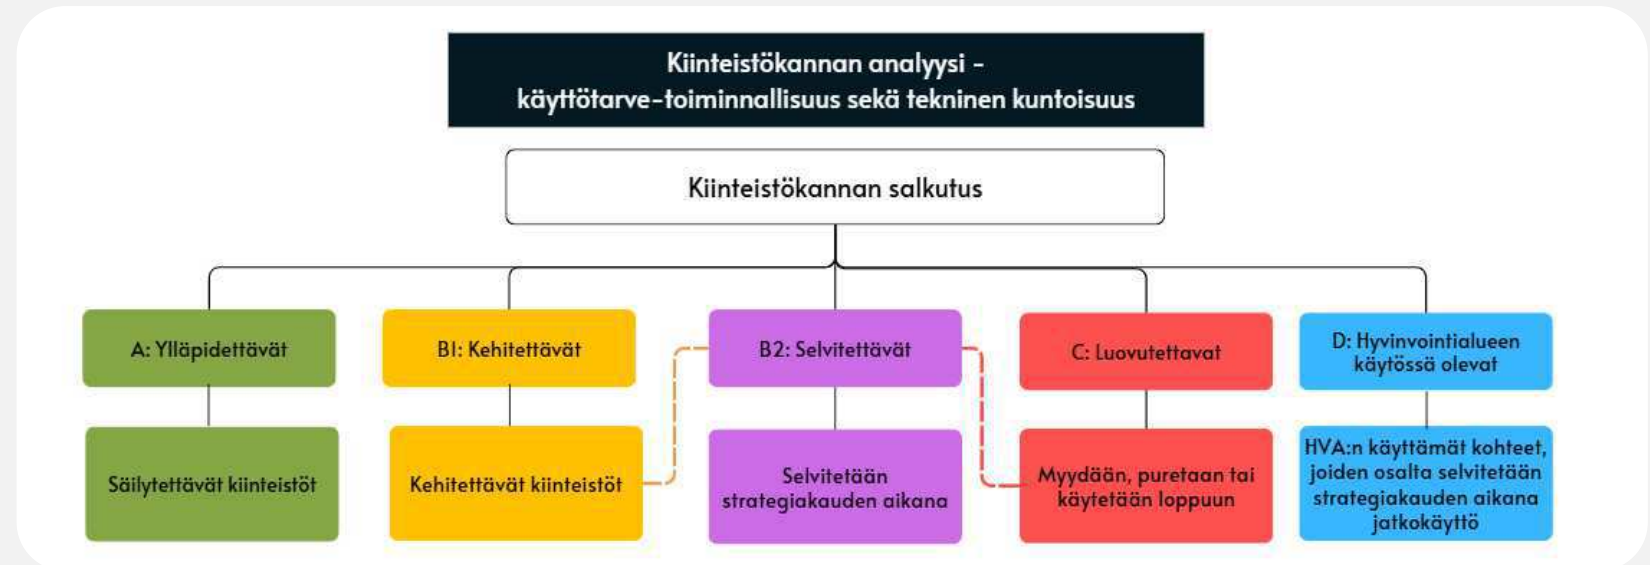 Kiinteistökannan analyysi -
käyttötarve-toiminnallisuus sekä tekninen kuntoisuus
Kiinteistökannan salkutus
A: Ylläpidettävät
B1: Kehitettävät
B2: Selvitettävät
C: Luovutettavat
D: Hyvinvointialueen
käytössä olevat
Säilytettävät kiinteistöt
Kehitettävät kiinteistöt
Selvitetään
strategiakauden aikana
Myydään, puretaan tai
käytetään loppuun
HVA:n käyttämät kohteet,
joiden osalta selvitetään
strategiakauden aikana
jatkokäyttö